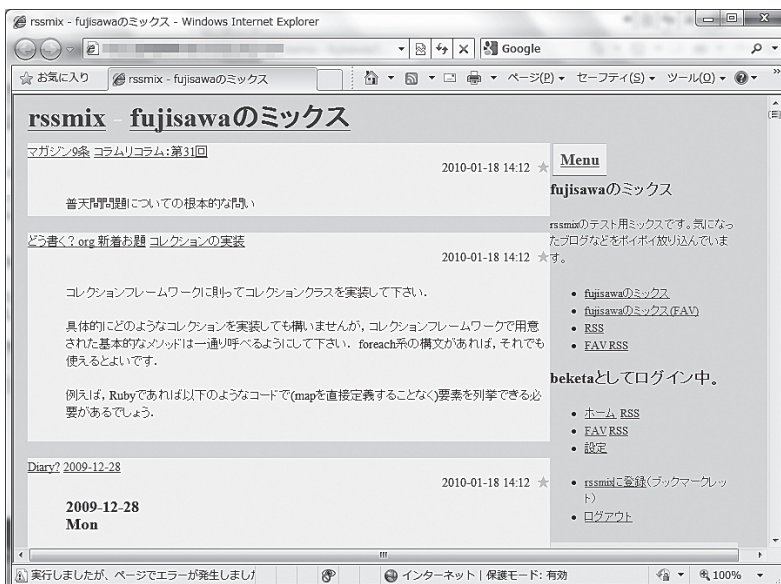 rssmix - fujisawaのミックス - Windows Internet Explorer
Google
お気に入り
rssmix - fujisawaのミックス
ページ(P)
セーフティ(S)
ツール(O)
rssmix - fujisawaのミックス
マガジン9条 コラムリコラム:第31回
2010-01-18 14:12 ★
普天間問題についての根本的な問い
どう書く? org 新着お題 コレクションの実装
2010-01-18 14:12 ★
コレクションフレームワークに則ってコレクションクラスを実装して下さい.
具体的にどのようなコレクションを実装しても構いませんが, コレクションフレームワークで用意
された基本的なメソッドは一通り呼べるようにして下さい. foreach系の構文があれば, それでも
使えるとよいです.
例えば, Rubyであれば以下のようなコードで(mapを直接定義することなく)要素を列挙できる必
要があるでしょう.
Diary? 2009-12-28
2010-01-18 14:12 ★
2009-12-28
Mon
Menu
fujisawaのミックス
rssmixのテスト用ミックスです。気になっ
たブログなどをポイポイ放り込んでいま
す。
fujisawaのミックス
fujisawaのミックス(FAV)
RSS
FAV RSS
beketaとしてログイン中。
ホーム RSS
FAV RSS
設定
rssmixに登録(ブックマークレッ
ト)
ログアウト
実行しましたが、ページでエラーが発生しまし
インターネット | 保護モード: 有効
100%